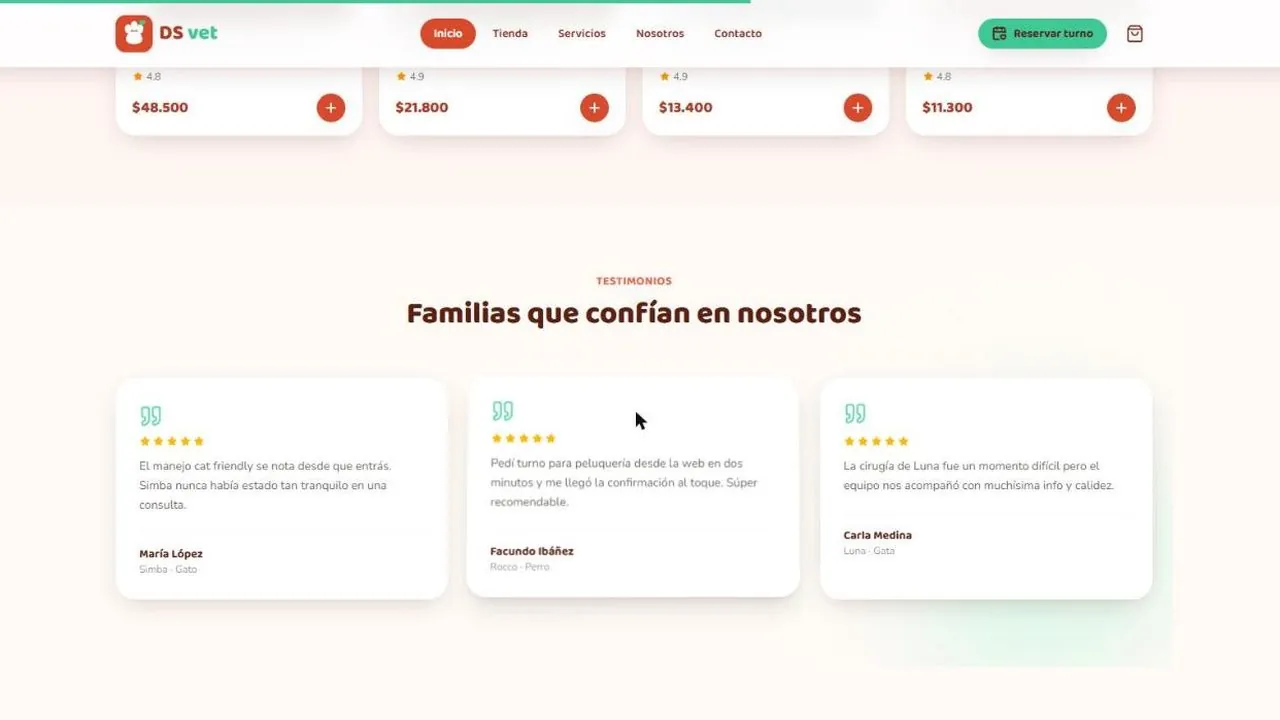 DS vet
Inicio
Tienda
Servicios
Nosotros
Contacto
Reservar turno
4.8
4.9
4.9
4.8
$48.500
$21.800
$13.400
$11.300
TESTIMONIOS
Familias que confían en nosotros
El manejo cat friendly se nota desde que entrás.
Simba nunca había estado tan tranquilo en una
consulta.
María López
Simba · Gato
Pedí turno para peluquería desde la web en dos
minutos y me llegó la confirmación al toque. Súper
recomendable.
Facundo Ibáñez
Rocco · Perro
La cirugía de Luna fue un momento difícil pero el
equipo nos acompañó con muchísima info y calidez.
Carla Medina
Luna · Gata